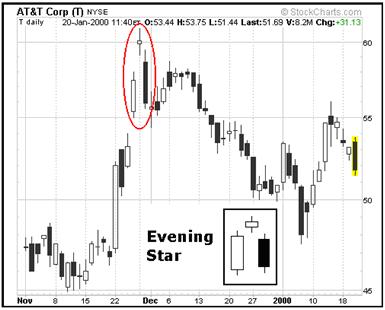 AT&T Corp (T) NYSE © StockCharts.com
T daily 20-Jan-2000 11:40pm O:53.44 H:53.75 L:51.44 Last:51.69 V:8.2M Chg:+31.13
60
55
50
45
Evening
Star
Nov 8 15 22 Dec 6 13 20 27 2000 10 18